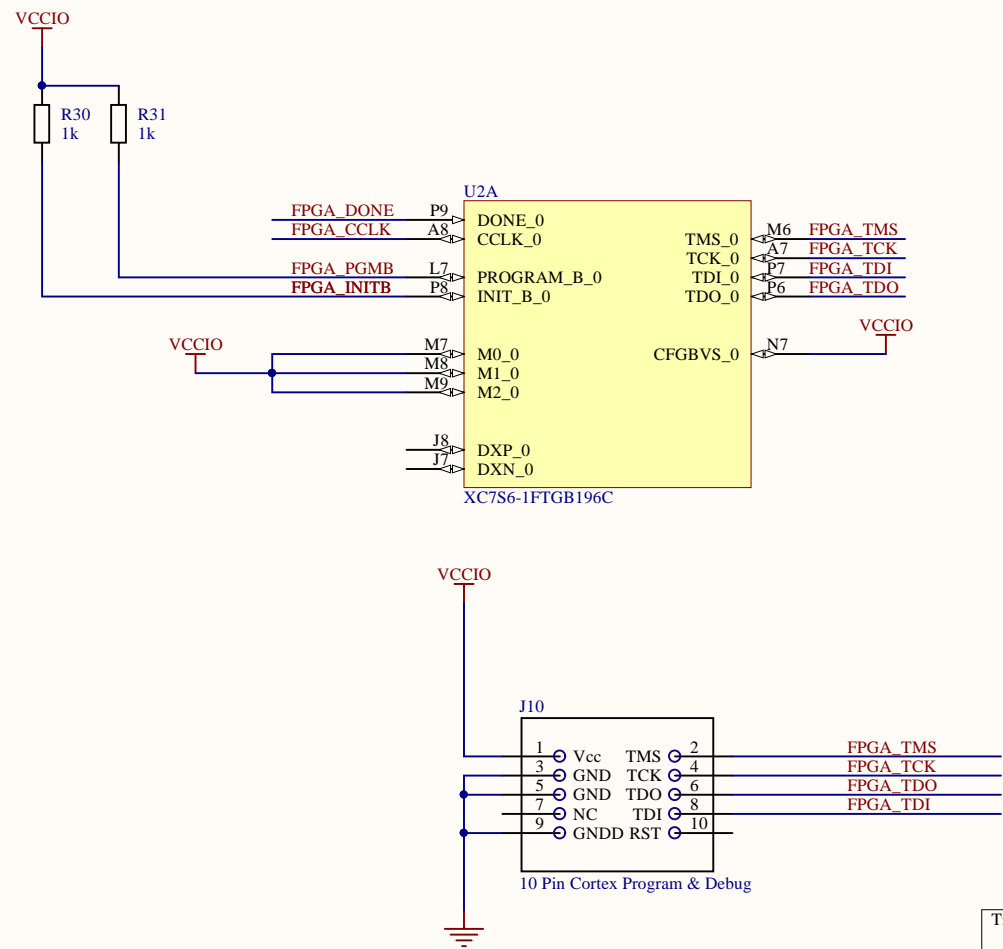 VCCIO
R30
1k
R31
1k
U2A
FPGA_DONE P9 DONE_0
FPGA_CCLK A8 CCLK_0
FPGA_PGMB L7 PROGRAM_B_0
FPGA_INITB P8 INIT_B_0
TMS_0 M6 FPGA_TMS
TCK_0 A7 FPGA_TCK
TDI_0 P7 FPGA_TDI
TDO_0 P6 FPGA_TDO
VCCIO
M7 M0_0
M8 M1_0
M9 M2_0
CFGBVS_0 N7
VCCIO
J8 DXP_0
J7 DXN_0
XC7S6-1FTGB196C
VCCIO
J10
1 Vcc TMS 2 FPGA_TMS
3 GND TCK 4 FPGA_TCK
5 GND TDO 6 FPGA_TDO
7 NC TDI 8 FPGA_TDI
9 GNDD RST 10
10 Pin Cortex Program & Debug